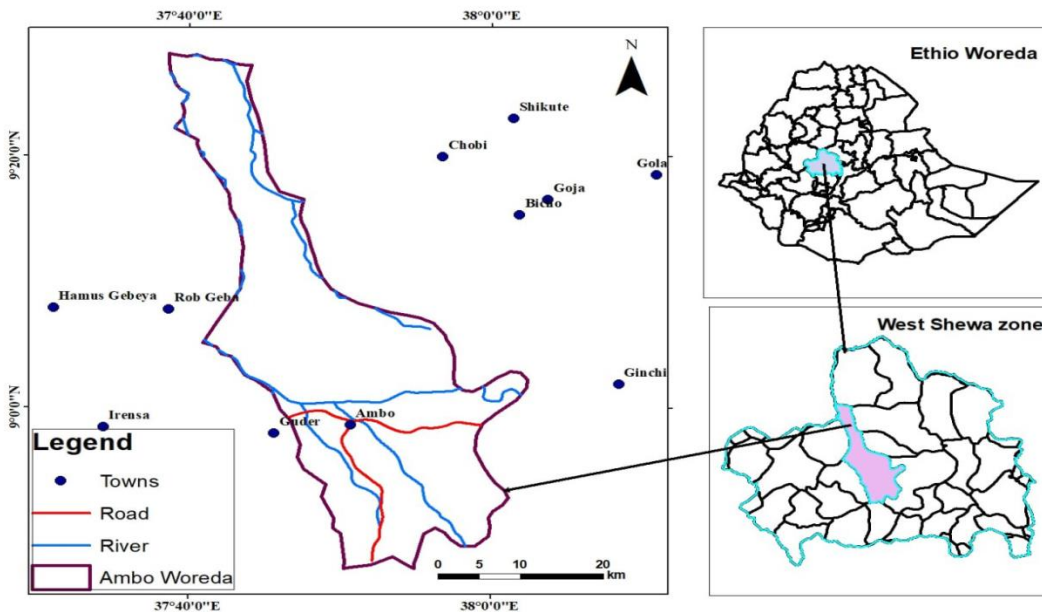 37°40'0"E
38°0'0"E
N
Shikute
Chobi
9°20'0"N
Gola
Goja
Bicho
Hamus Gebeya
Rob Geba
Ginchi
9°0'0"N
Irensa
Guder
Ambo
Legend
Towns
Road
River
Ambo Woreda
0 5 10 20
km
37°40'0"E
38°0'0"E
Ethio Woreda
West Shewa zone